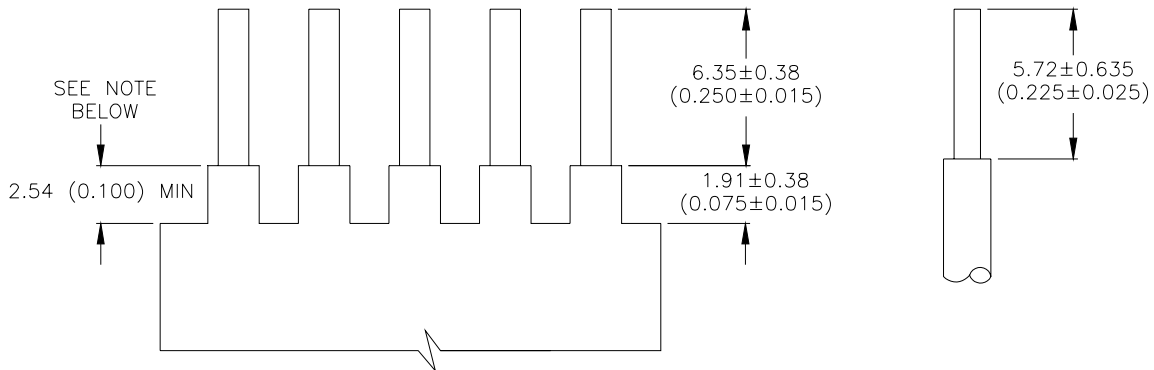 SEE NOTE
BELOW
2.54 (0.100) MIN
6.35±0.38
(0.250±0.015)
1.91±0.38
(0.075±0.015)
5.72±0.635
(0.225±0.025)